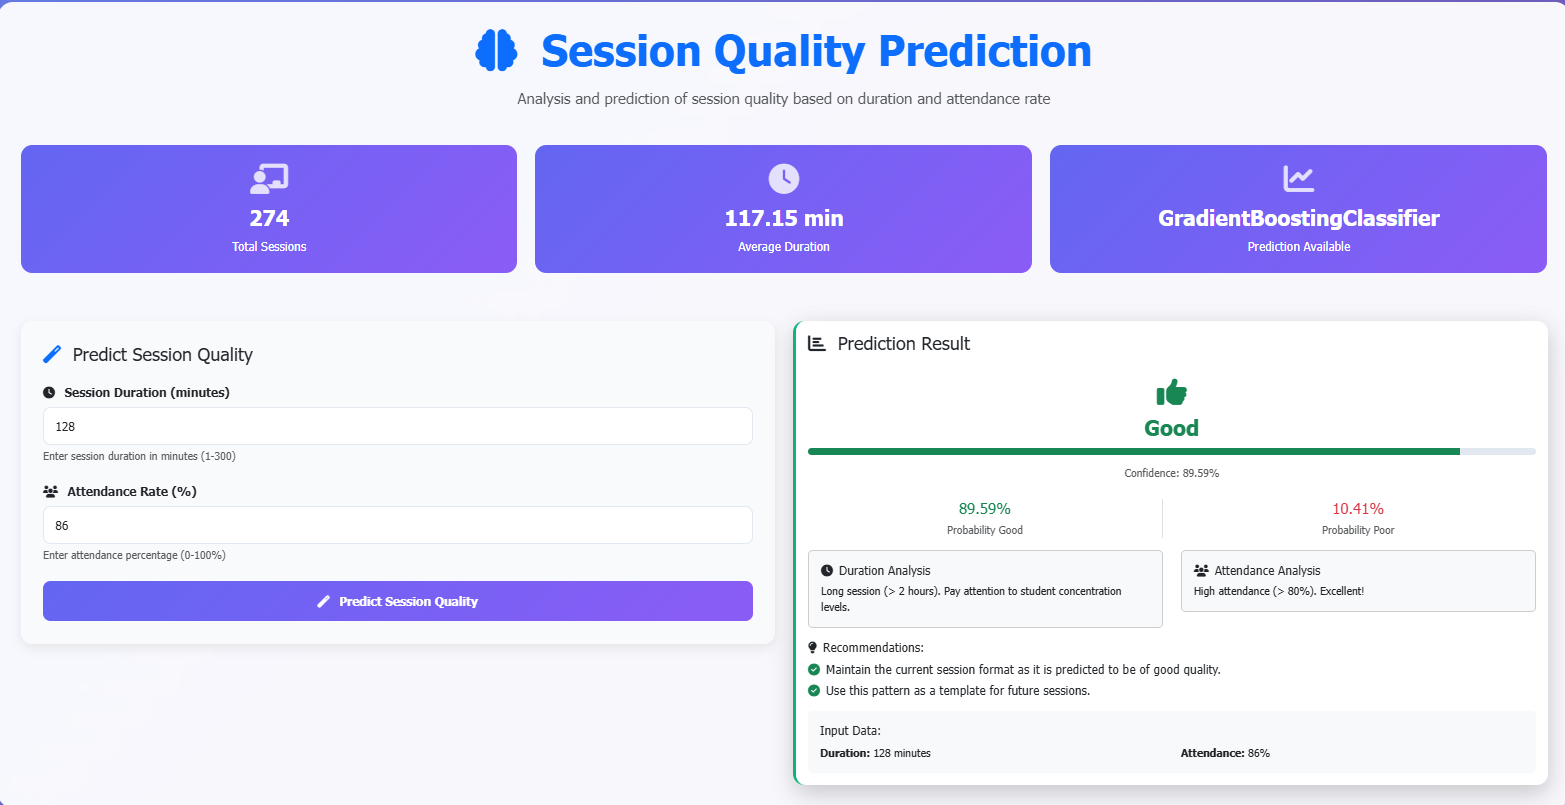 Session Quality Prediction
Analysis and prediction of session quality based on duration and attendance rate
274
Total Sessions
117.15 min
Average Duration
GradientBoostingClassifier
Prediction Available
Predict Session Quality
Session Duration (minutes)
128
Enter session duration in minutes (1-300)
Attendance Rate (%)
86
Enter attendance percentage (0-100%)
Predict Session Quality
Prediction Result
Good
Confidence: 89.59%
89.59%
Probability Good
10.41%
Probability Poor
Duration Analysis
Long session (> 2 hours). Pay attention to student concentration
levels.
Attendance Analysis
High attendance (> 80%). Excellent!
Recommendations:
Maintain the current session format as it is predicted to be of good quality.
Use this pattern as a template for future sessions.
Input Data:
Duration: 128 minutes
Attendance: 86%